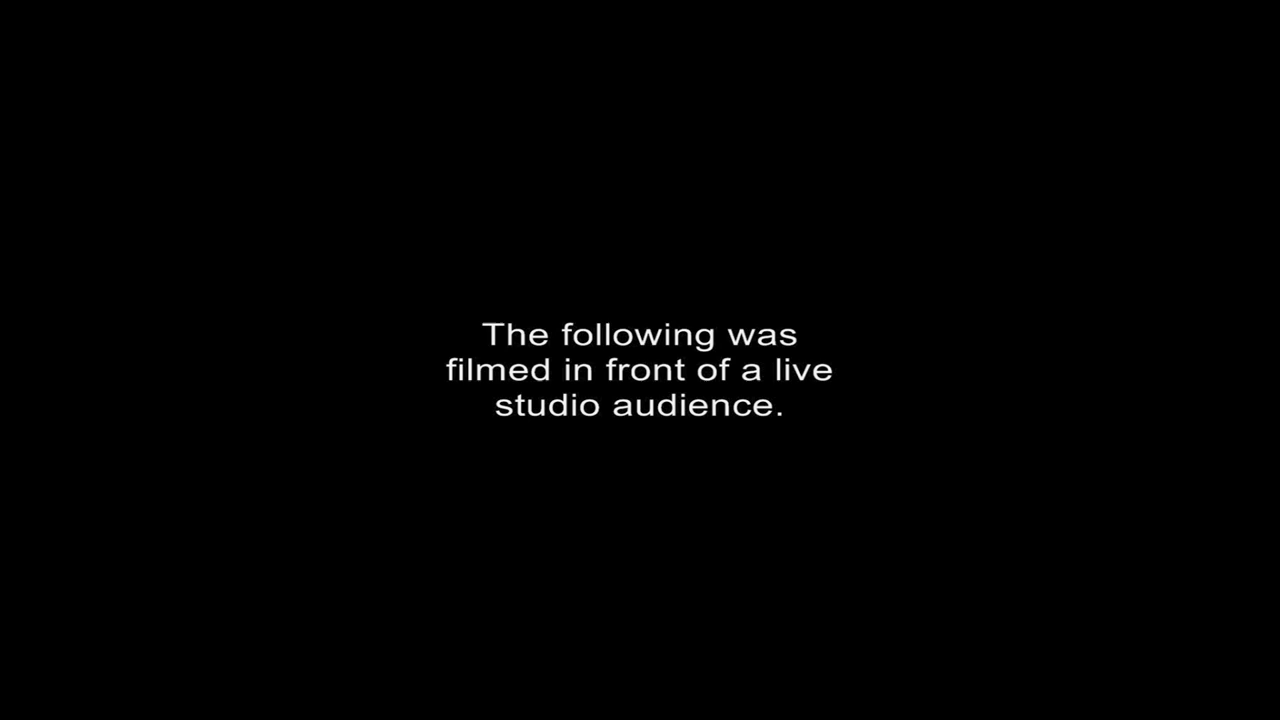 The following was
filmed in front of a live
studio audience.